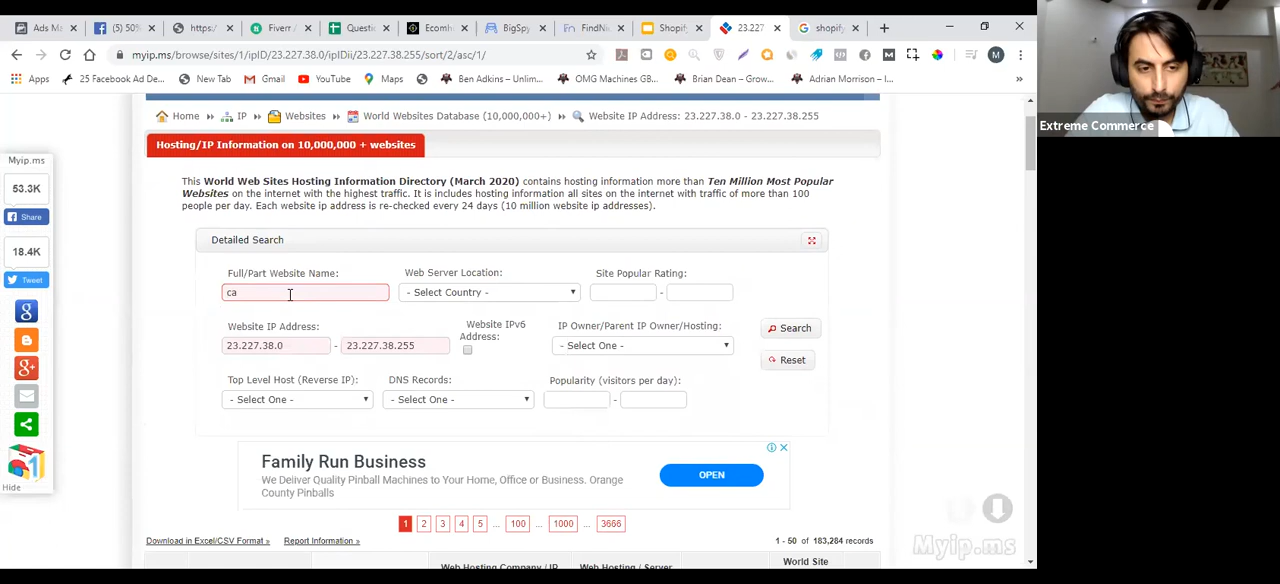 Ads Ma
(5) 50%
https:/
Fiverr /
Questic
EcomH
BigSpy
FindNi
Shopif
23.227
shopify
myip.ms/browse/sites/1/ipID/23.227.38.0/ipIDii/23.227.38.255/sort/2/asc/1/
Apps
25 Facebook Ad De...
New Tab
Gmail
YouTube
Maps
Ben Adkins – Unlim...
OMG Machines GB...
Brian Dean – Grow...
Adrian Morrison – I...
»
Extreme Commerce
Home » IP » Websites » World Websites Database (10,000,000+) » Website IP Address: 23.227.38.0 - 23.227.38.255
Hosting/IP Information on 10,000,000 + websites
Myip.ms
53.3K
Share
18.4K
Tweet
Hide
This World Web Sites Hosting Information Directory (March 2020) contains hosting information more than Ten Million Most Popular
Websites on the internet with the highest traffic. It is includes hosting information all sites on the internet with traffic of more than 100
people per day. Each website ip address is re-checked every 24 days (10 million website ip addresses).
Detailed Search
Full/Part Website Name:
Web Server Location:
Site Popular Rating:
ca
- Select Country -
-
Website IP Address:
Website IPv6
Address:
IP Owner/Parent IP Owner/Hosting:
Search
23.227.38.0
-
23.227.38.255
- Select One -
Reset
Top Level Host (Reverse IP):
DNS Records:
Popularity (visitors per day):
- Select One -
- Select One -
-
Family Run Business
We Deliver Quality Pinball Machines to Your Home, Office or Business. Orange
County Pinballs
OPEN
1 2 3 4 5 ... 100 ... 1000 ... 3666
Download in Excel/CSV Format »
Report Information »
1 - 50 of 183,284 records
Myip.ms
Web Hosting Company / IP
Web Hosting / Server
World Site